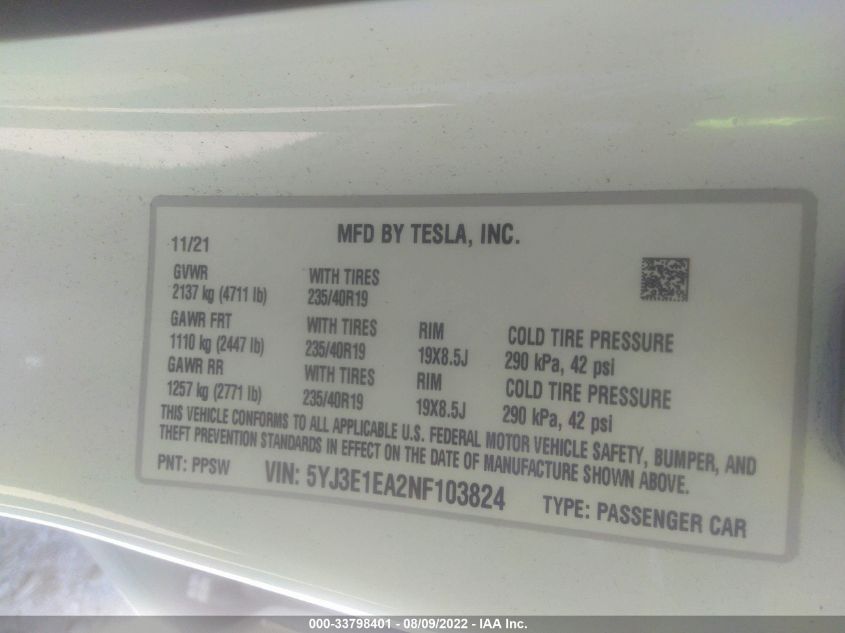 MFD BY TESLA, INC.
11/21
GVWR WITH TIRES
2137 kg (4711 lb) 235/40R19
GAWR FRT WITH TIRES RIM COLD TIRE PRESSURE
1110 kg (2447 lb) 235/40R19 19X8.5J 290 kPa, 42 psi
GAWR RR WITH TIRES RIM COLD TIRE PRESSURE
1257 kg (2771 lb) 235/40R19 19X8.5J 290 kPa, 42 psi
THIS VEHICLE CONFORMS TO ALL APPLICABLE U.S. FEDERAL MOTOR VEHICLE SAFETY, BUMPER, AND
THEFT PREVENTION STANDARDS IN EFFECT ON THE DATE OF MANUFACTURE SHOWN ABOVE.
PNT: PPSW VIN: 5YJ3E1EA2NF103824 TYPE: PASSENGER CAR
000-33798401 - 08/09/2022 - IAA Inc.